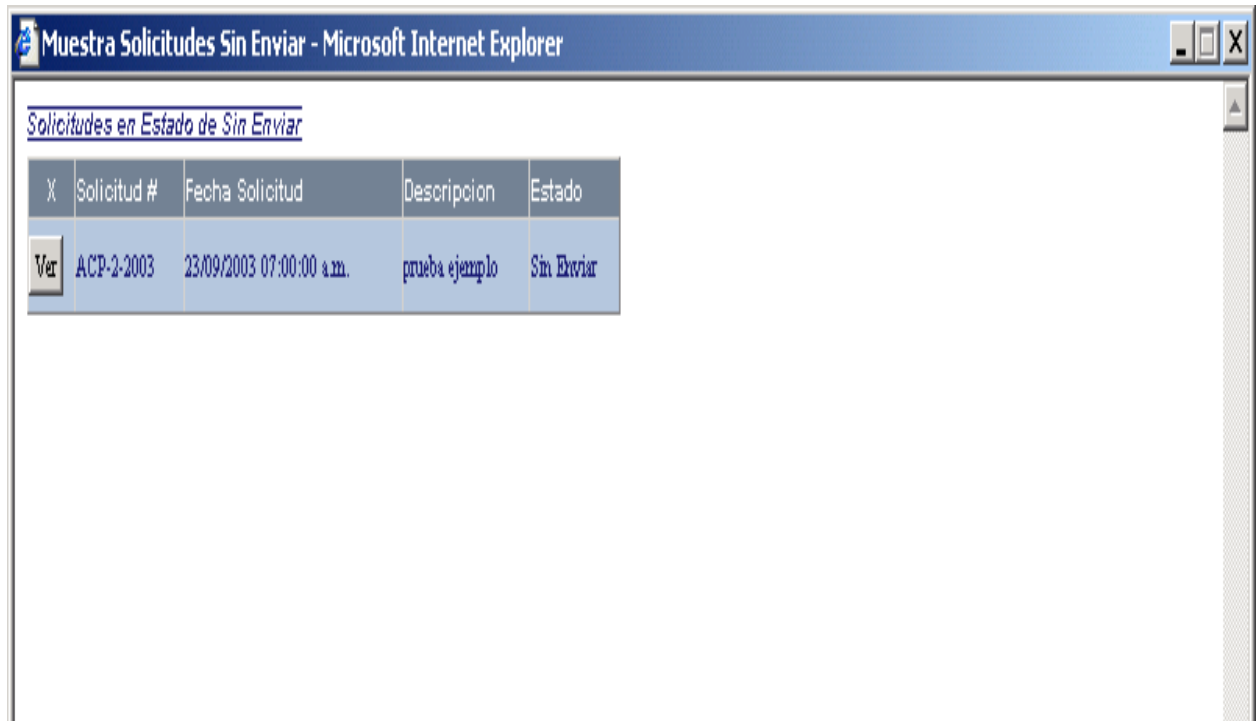 Muestra Solicitudes Sin Enviar - Microsoft Internet Explorer
Solicitudes en Estado de Sin Enviar
X Solicitud # Fecha Solicitud Descripcion Estado
Ver ACP-2-2003 23/09/2003 07:00:00 a.m. prueba ejemplo Sin Enviar